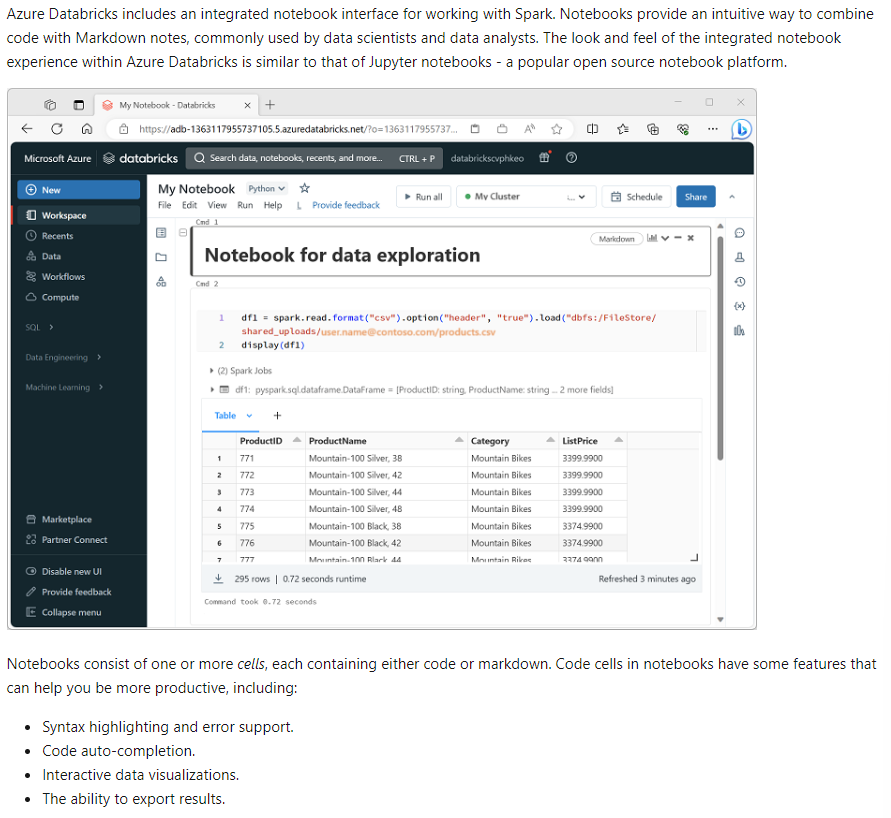 Azure Databricks includes an integrated notebook interface for working with Spark. Notebooks provide an intuitive way to combine
code with Markdown notes, commonly used by data scientists and data analysts. The look and feel of the integrated notebook
experience within Azure Databricks is similar to that of Jupyter notebooks - a popular open source notebook platform.
My Notebook - Databricks
https://adb-1363117955737105.5.azuredatabricks.net/?o=1363117955737...
Microsoft Azure databricks Search data, notebooks, recents, and more... CTRL + P databrickscvphkeo
New
Workspace
Recents
Data
Workflows
Compute
SQL
Data Engineering
Machine Learning
Marketplace
Partner Connect
Disable new UI
Provide feedback
Collapse menu
My Notebook Python
File Edit View Run Help Provide feedback
Run all My Cluster Schedule Share
Cmd 1
Markdown
Notebook for data exploration
Cmd 2
1 df1 = spark.read.format("csv").option("header", "true").load("dbfs:/FileStore/
shared_uploads/user.name@contoso.com/products.csv
2 display(df1)
(2) Spark Jobs
df1: pyspark.sql.dataframe.DataFrame = [ProductID: string, ProductName: string ... 2 more fields]
Table +
ProductID ProductName Category ListPrice
1 771 Mountain-100 Silver, 38 Mountain Bikes 3399.9900
2 772 Mountain-100 Silver, 42 Mountain Bikes 3399.9900
3 773 Mountain-100 Silver, 44 Mountain Bikes 3399.9900
4 774 Mountain-100 Silver, 48 Mountain Bikes 3399.9900
5 775 Mountain-100 Black, 38 Mountain Bikes 3374.9900
6 776 Mountain-100 Black, 42 Mountain Bikes 3374.9900
7 777 Mountain-100 Black, 44 Mountain Bikes 3374.9900
295 rows | 0.72 seconds runtime Refreshed 3 minutes ago
Command took 0.72 seconds
Notebooks consist of one or more cells, each containing either code or markdown. Code cells in notebooks have some features that
can help you be more productive, including:
• Syntax highlighting and error support.
• Code auto-completion.
• Interactive data visualizations.
• The ability to export results.